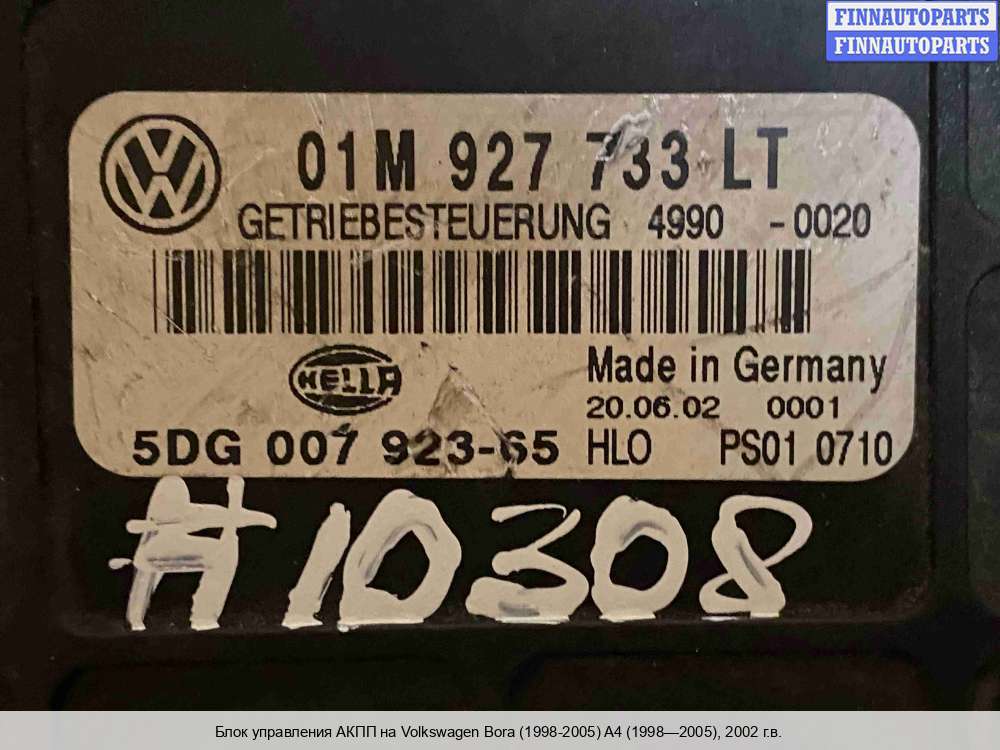 FINNAUTOPARTS
FINNAUTOPARTS
01M 927 733 LT
GETRIEBESTEUERUNG 4990 -0020
HELLA
Made in Germany
20.06.02 0001
5DG 007 923-65 HLO PS01 0710
#10308
Блок управления АКПП на Volkswagen Bora (1998-2005) A4 (1998—2005), 2002 г.в.